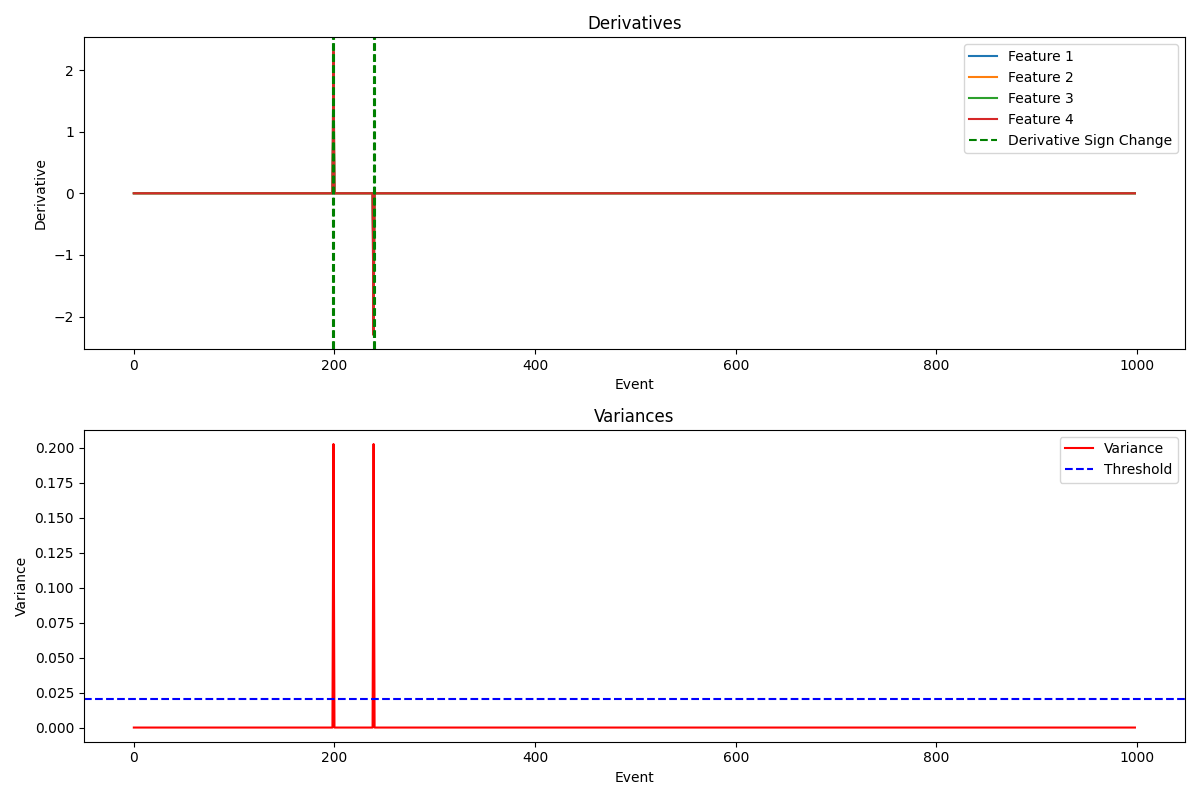 Derivatives
Feature 1
Feature 2
Feature 3
Feature 4
Derivative Sign Change
Derivative
2
1
0
−1
−2
0 200 400 600 800 1000
Event
Variances
Variance
Threshold
Variance
0.200
0.175
0.150
0.125
0.100
0.075
0.050
0.025
0.000
0 200 400 600 800 1000
Event